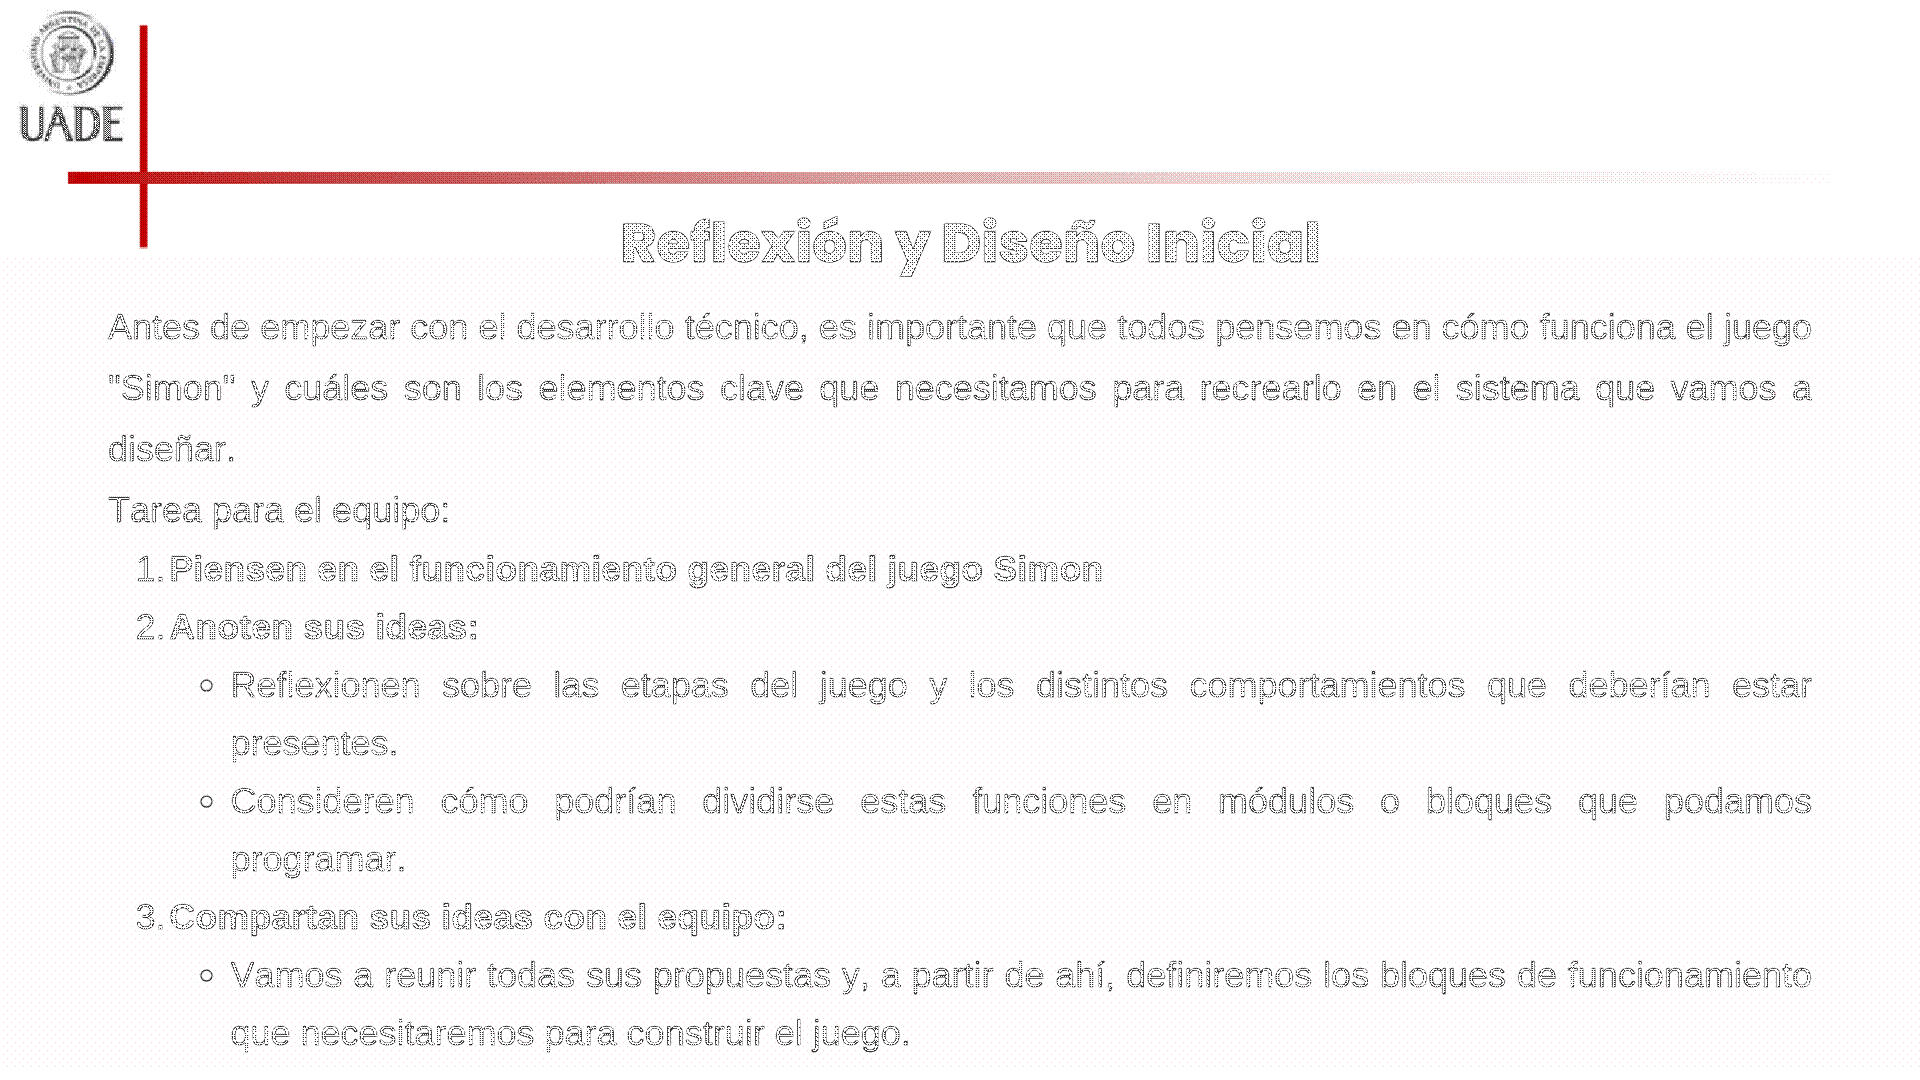 UNIVERSIDAD ARGENTINA DE LA EMPRESA
UADE
Reflexión y Diseño Inicial
Antes de empezar con el desarrollo técnico, es importante que todos pensemos en cómo funciona el juego
"Simon" y cuáles son los elementos clave que necesitamos para recrearlo en el sistema que vamos a
diseñar.
Tarea para el equipo:
1. Piensen en el funcionamiento general del juego Simon
2. Anoten sus ideas:
○ Reflexionen sobre las etapas del juego y los distintos comportamientos que deberían estar
presentes.
○ Consideren cómo podrían dividirse estas funciones en módulos o bloques que podamos
programar.
3. Compartan sus ideas con el equipo:
○ Vamos a reunir todas sus propuestas y, a partir de ahí, definiremos los bloques de funcionamiento
que necesitaremos para construir el juego.